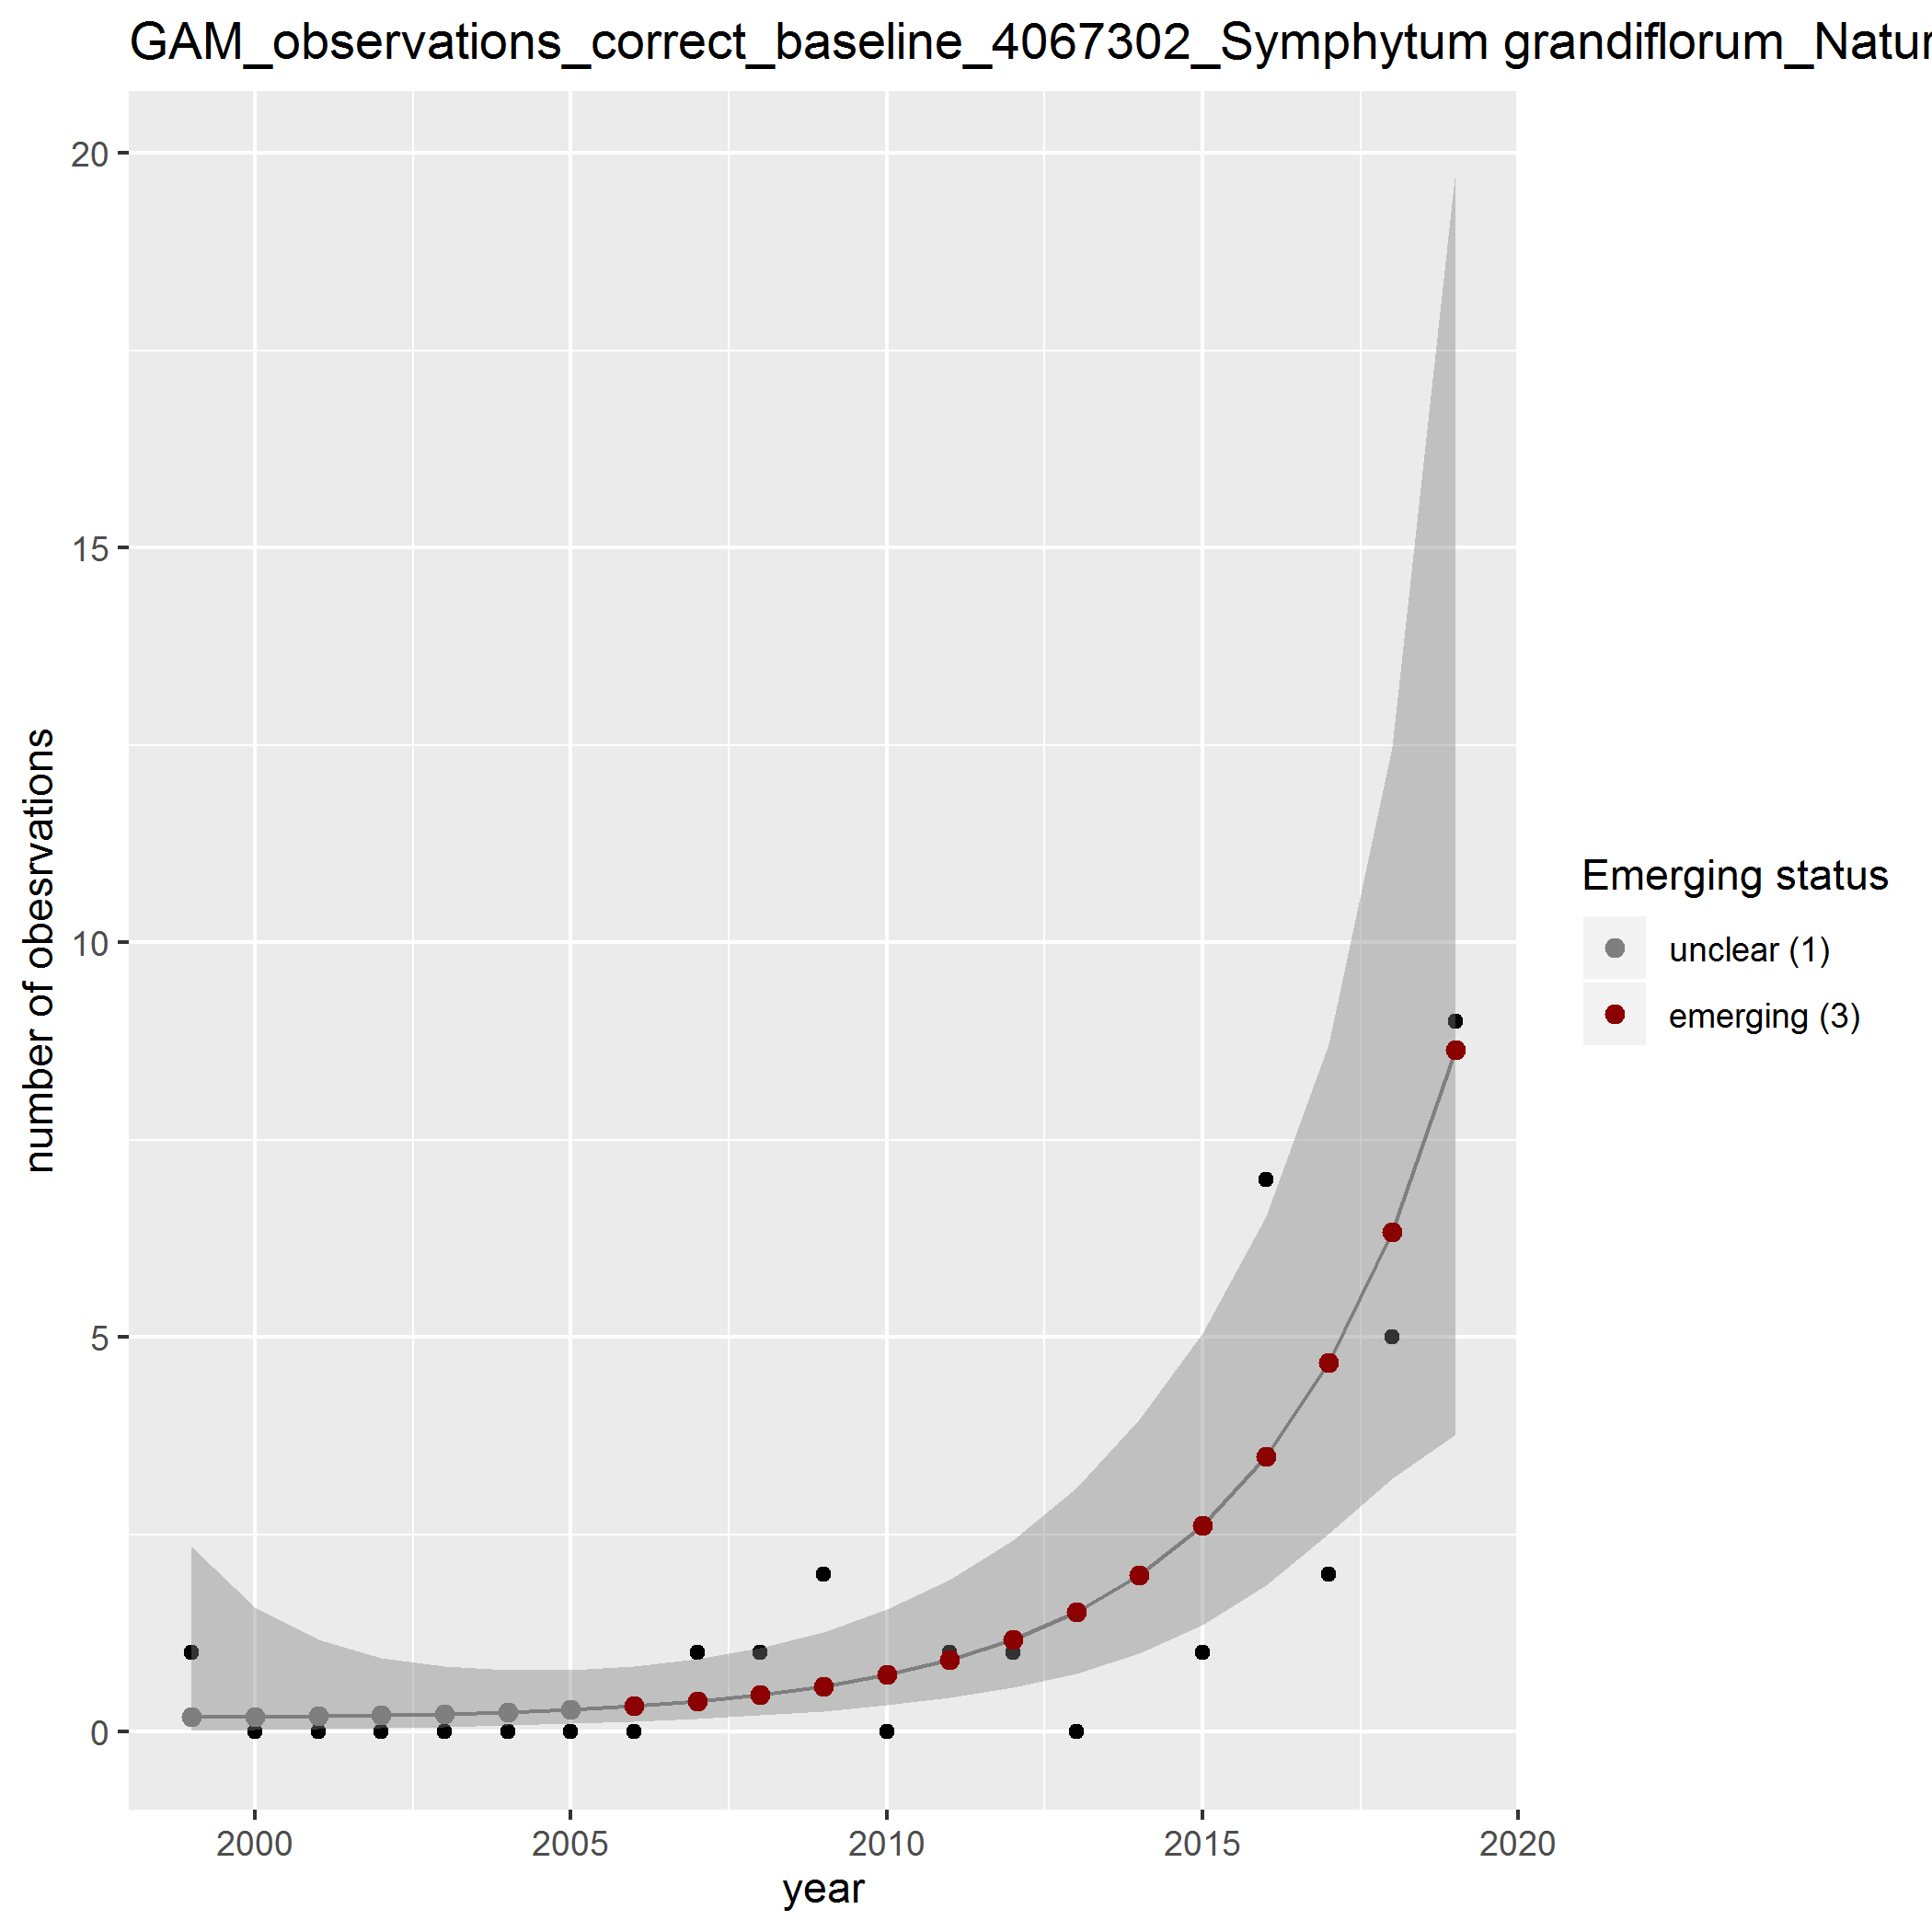 GAM_observations_correct_baseline_4067302_Symphytum grandiflorum_Natur
20
15
10
5
0
number of obesrvations
2000 2005 2010 2015 2020
year
Emerging status
unclear (1)
emerging (3)